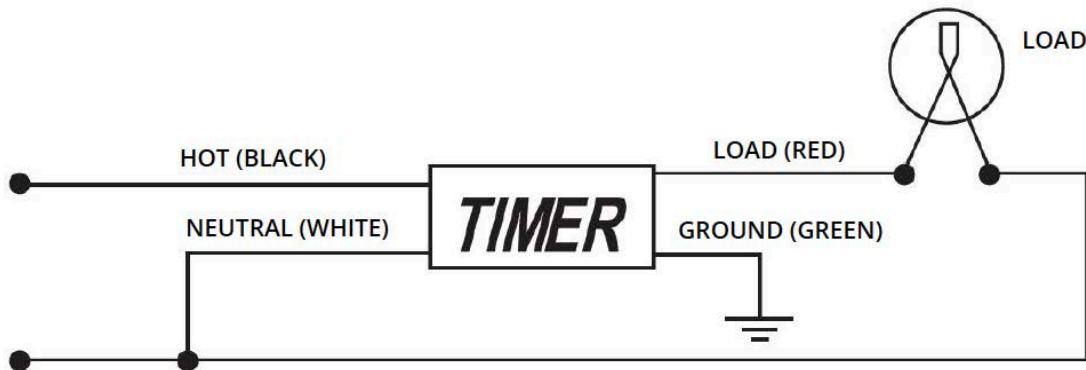 LOAD
HOT (BLACK)
LOAD (RED)
TIMER
NEUTRAL (WHITE)
GROUND (GREEN)